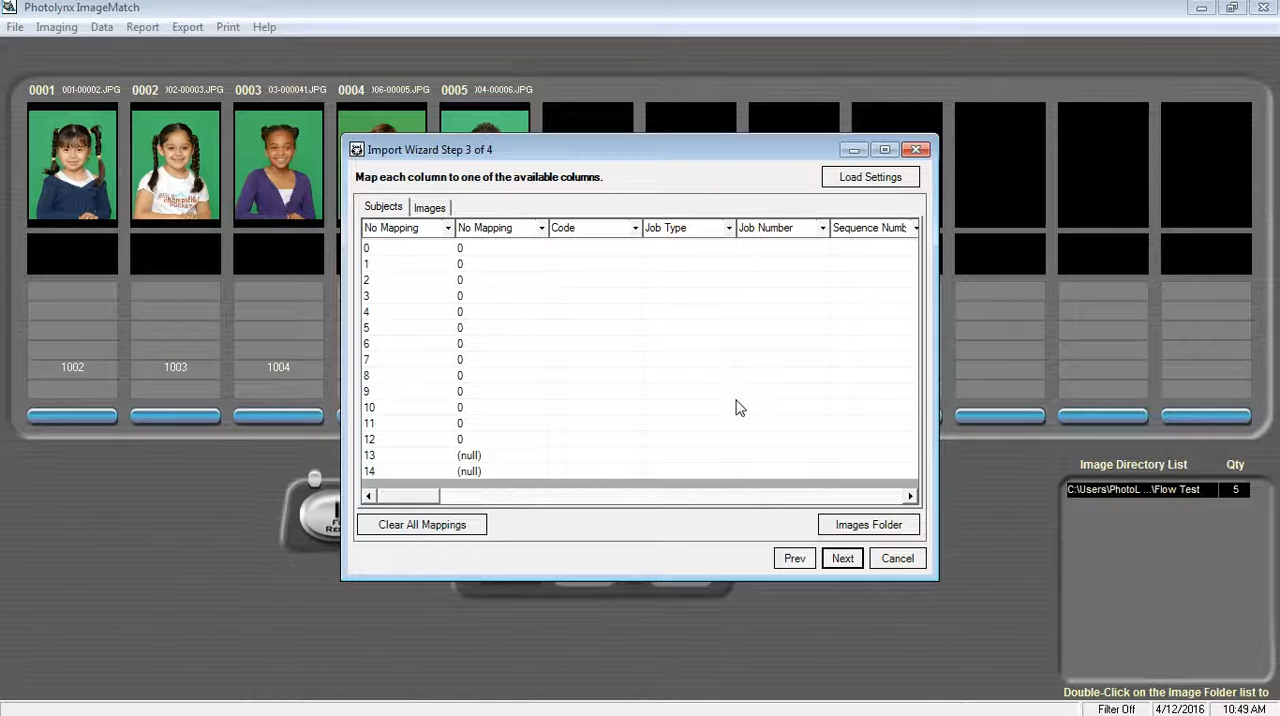 Photolynx ImageMatch
File Imaging Data Report Export Print Help
0001 001-00002.JPG 0002 002-00003.JPG 0003 03-000041.JPG 0004 006-00005.JPG 0005 004-00006.JPG
Import Wizard Step 3 of 4
Map each column to one of the available columns.
Load Settings
Subjects Images
No Mapping No Mapping Code Job Type Job Number Sequence Numb
0 0
1 0
2 0
3 0
4 0
5 0
6 0
7 0
8 0
9 0
10 0
11 0
12 0
13 (null)
14 (null)
1002 1003 1004
Clear All Mappings Images Folder
Prev Next Cancel
Image Directory List Qty
C:\Users\PhotoL ...\Flow Test 5
Double-Click on the Image Folder list to
Filter Off 4/12/2016 10:49 AM